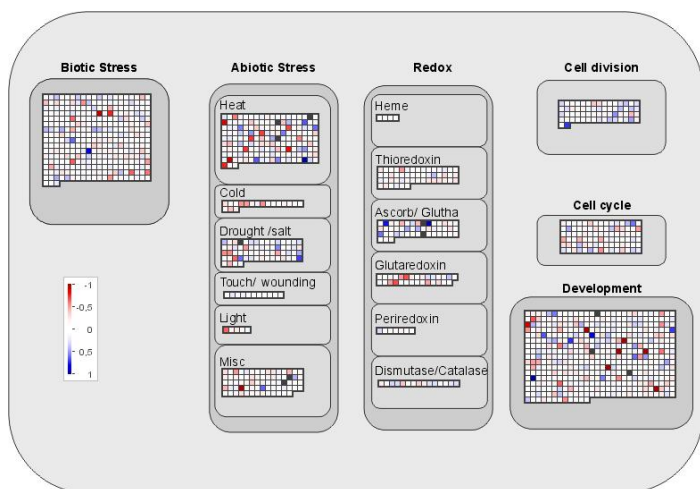 Biotic Stress
Abiotic Stress
Redox
Cell division
Heat
Heme
Thioredoxin
Cold
Ascorb/ Glutha
Drought /salt
Cell cycle
Glutaredoxin
Touch/ wounding
Development
Light
Periredoxin
Misc
Dismutase/Catalase
-1
-0,5
0
0,5
1